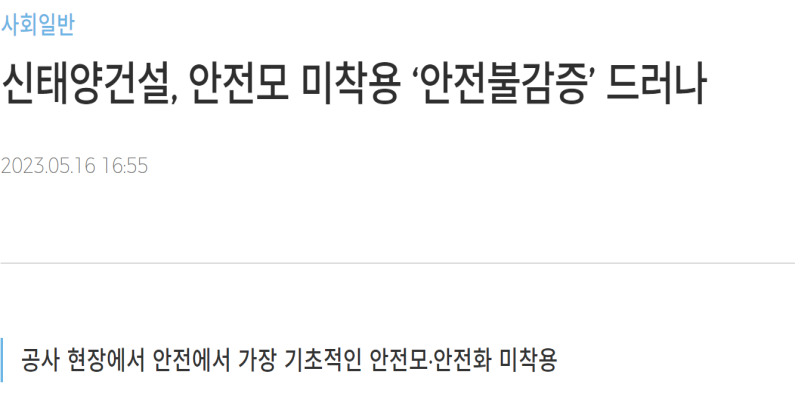 사회일반
신태양건설, 안전모 미착용 ‘안전불감증’ 드러나
2023.05.16 16:55
공사 현장에서 안전에서 가장 기초적인 안전모·안전화 미착용